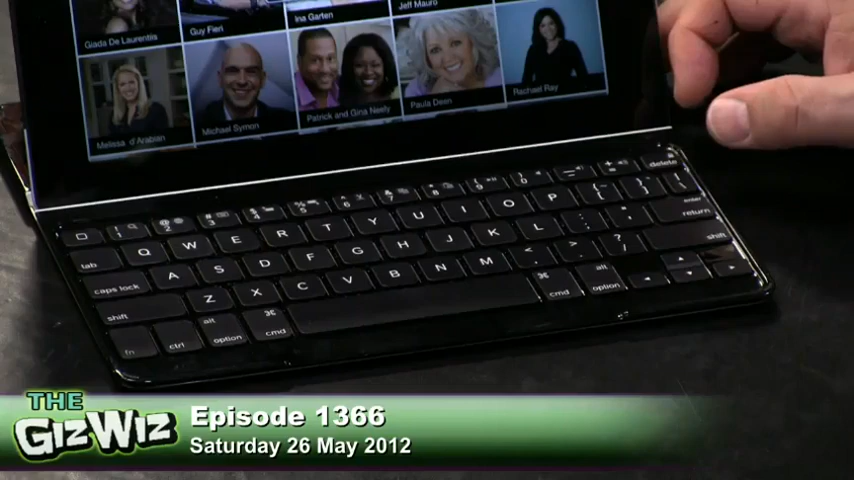 Giada De Laurentiis
Guy Fieri
Ina Garten
Jeff Mauro
Melissa d'Arabian
Michael Symon
Patrick and Gina Neely
Paula Deen
Rachael Ray
delete
tab Q W E R T Y U I O P
enter
caps lock A S D F G H J K L return
shift Z X C V B N M shift
fn ctrl alt option cmd cmd alt option
THE
GizWiz
Episode 1366
Saturday 26 May 2012